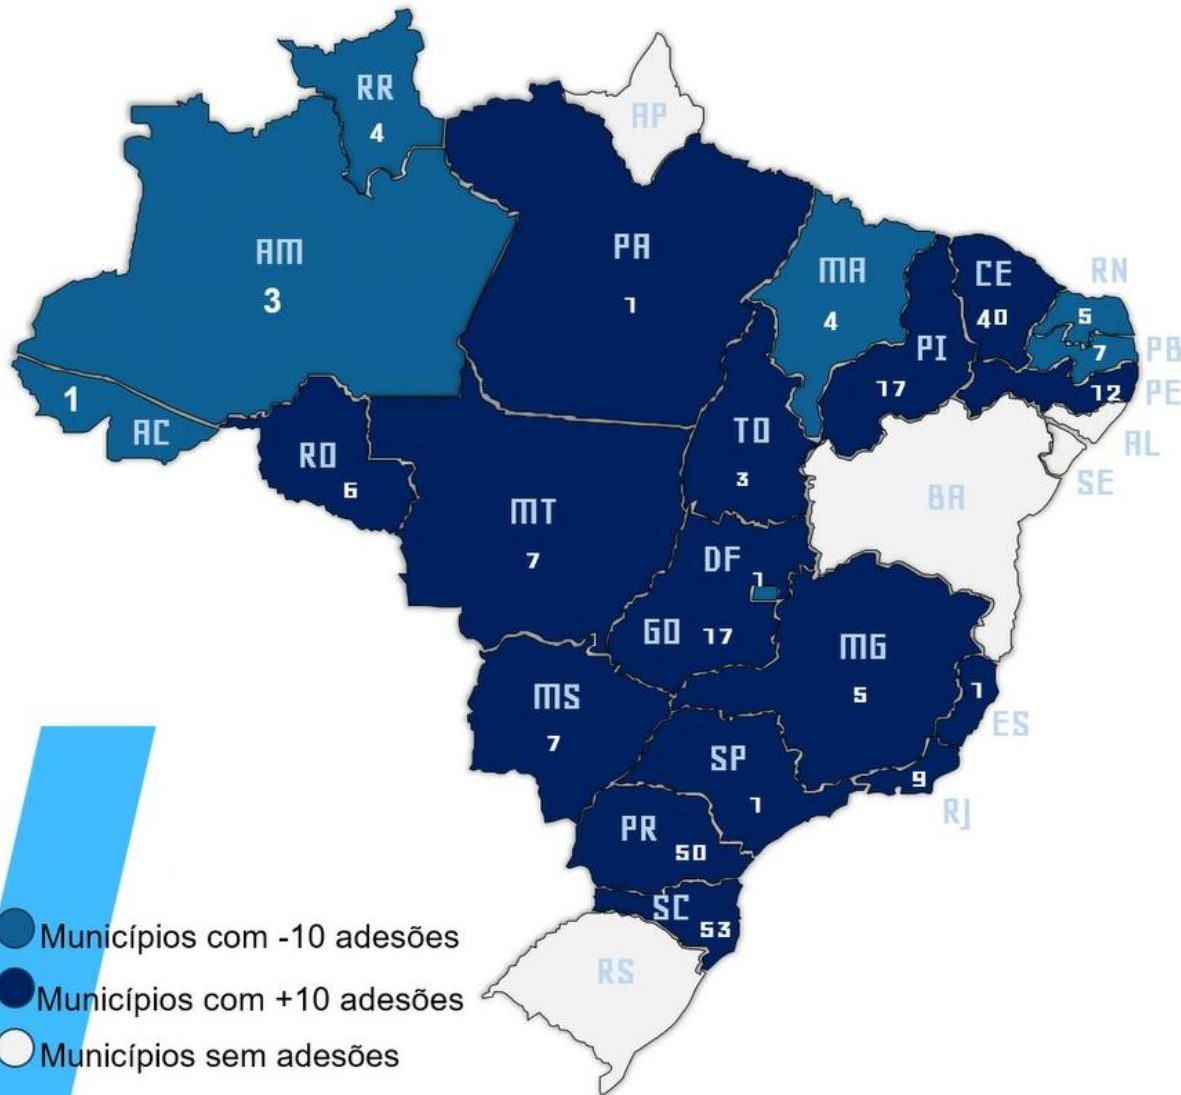 RR
4
AP
AM
3
PA
1
MA
4
CE
40
RN
5
PI
17
7
PB
12
PE
1
AC
RO
6
TO
3
AL
SE
BA
MT
7
DF
1
GO 17
MG
5
MS
7
1
ES
SP
1
9
RJ
PR
50
SC
53
RS
Municípios com -10 adesões
Municípios com +10 adesões
Municípios sem adesões